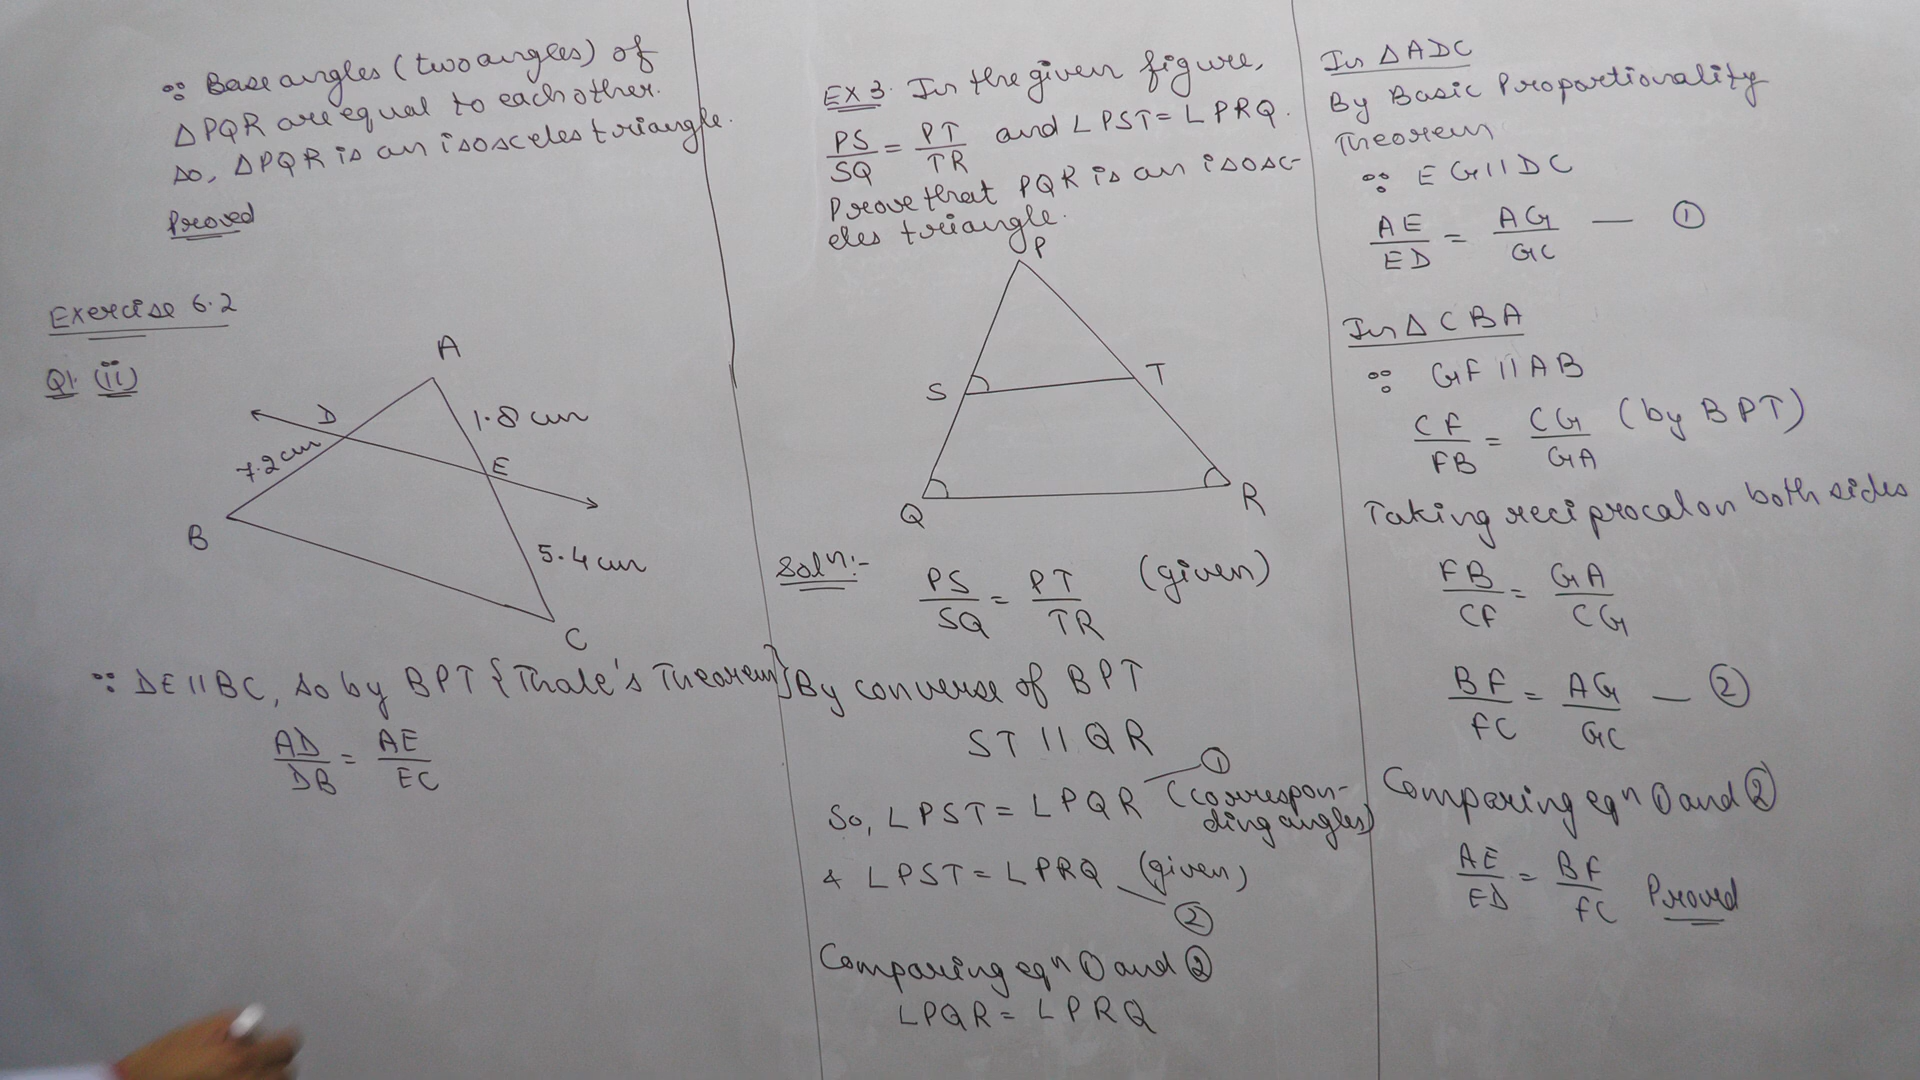 ∵ Base angles (two angles) of
△PQR are equal to each other.
so, △PQR is an isosceles triangle.
Proved
Exercise 6.2
Q1. (ii)
A
D
1.8 cm
7.2 cm
E
B
5.4 cm
C
∵ DE || BC, so by BPT {Thale's Theorem}
AD/DB = AE/EC
EX 3. In the given figure,
PS/SQ = PT/TR and ∠PST = ∠PRQ.
Prove that PQR is an isosc-
eles triangle.
P
S
T
Q
R
Solⁿ:-
PS/SQ = PT/TR (given)
By converse of BPT
ST || QR
So, ∠PST = ∠PQR — ① (correspon-
ding angles)
& ∠PST = ∠PRQ (given) — ②
Comparing eqⁿ ① and ②
∠PQR = ∠PRQ
In △ADC
By Basic Proportionality
Theorem
∵ EG || DC
AE/ED = AG/GC — ①
In △CBA
∵ GF || AB
CF/FB = CG/GA (by BPT)
Taking reciprocal on both sides
FB/CF = GA/CG
BF/FC = AG/GC — ②
Comparing eqⁿ ① and ②
AE/ED = BF/FC Proved